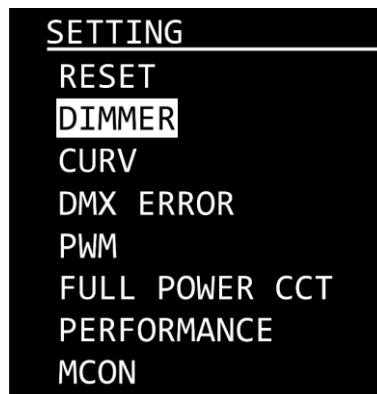 SETTING
RESET
DIMMER
CURV
DMX ERROR
PWM
FULL POWER CCT
PERFORMANCE
MCON